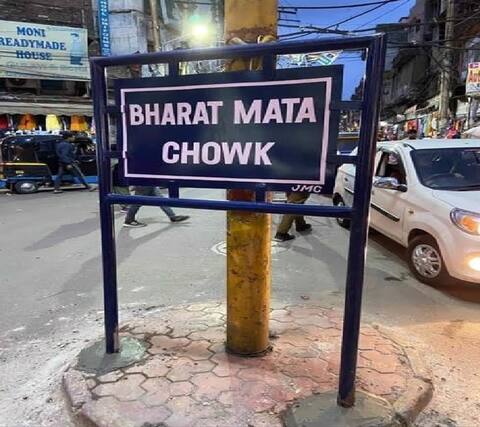 MONI
READYMADE
HOUSE
BHARAT MATA
CHOWK
JMC